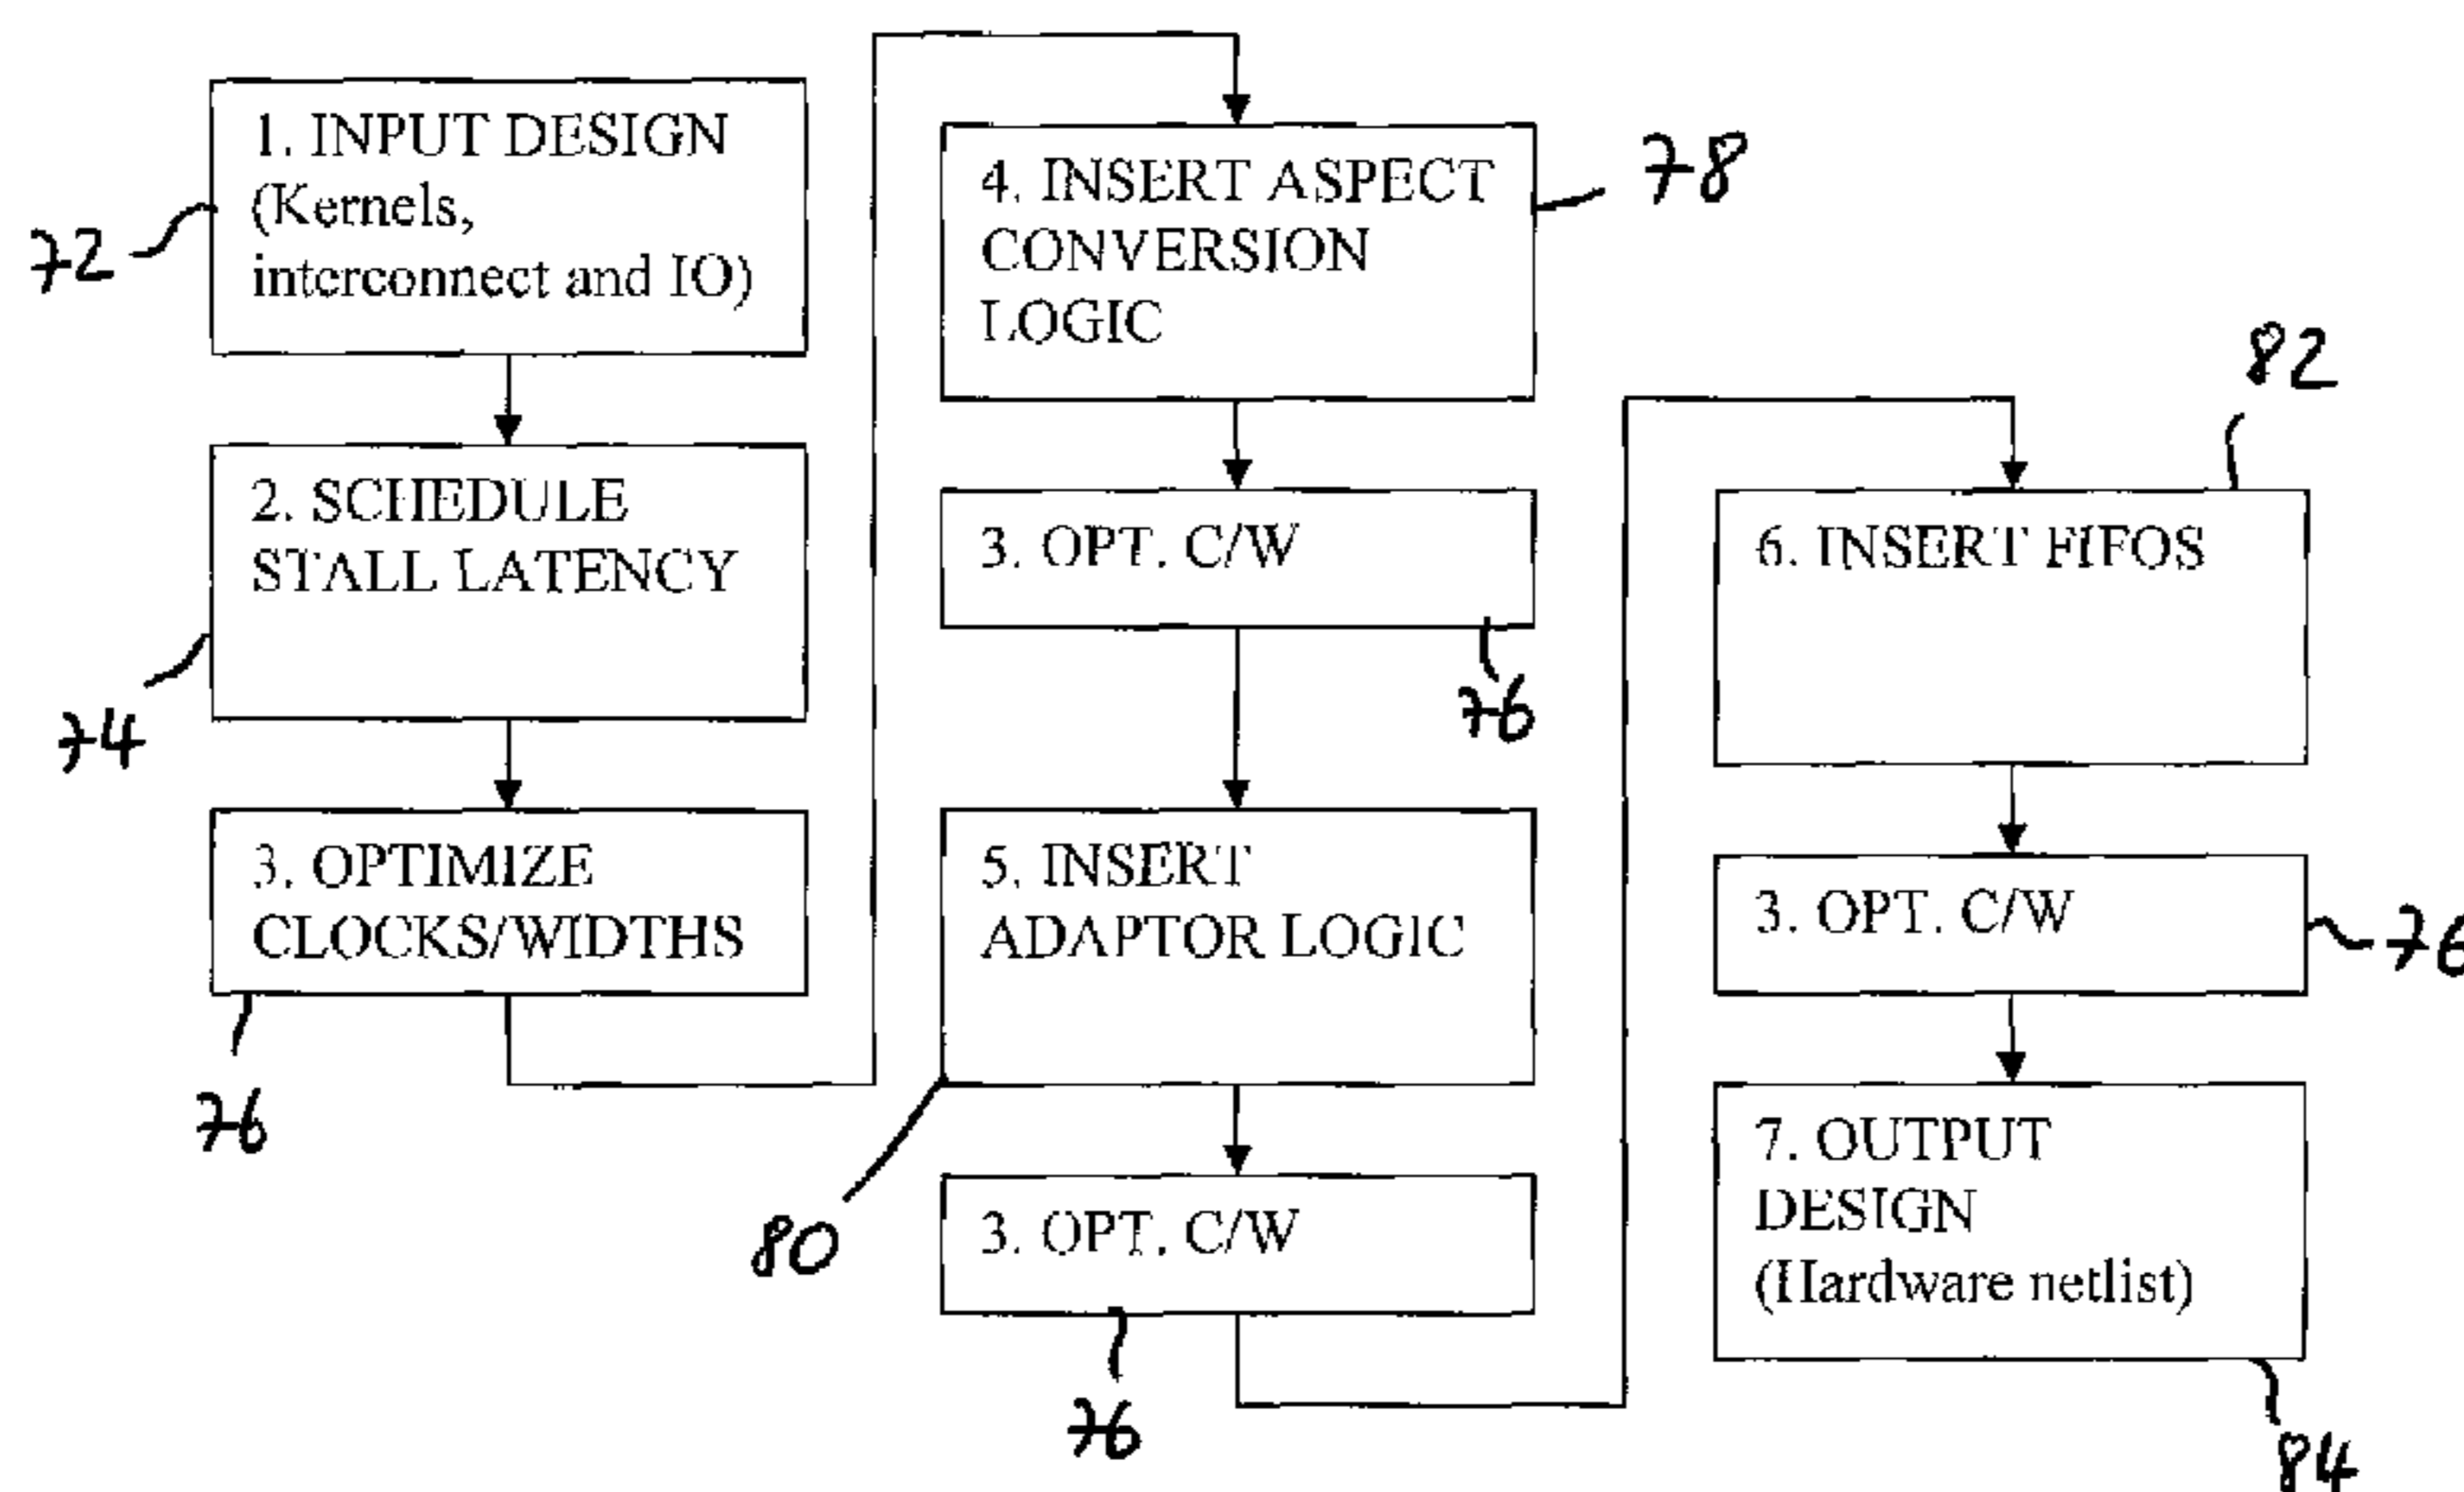 1. INPUT DESIGN
(Kernels,
interconnect and IO)
72
2. SCHEDULE
STALL LATENCY
74
3. OPTIMIZE
CLOCKS/WIDTHS
76
4. INSERT ASPECT
CONVERSION
LOGIC
78
3. OPT. C/W
76
5. INSERT
ADAPTOR LOGIC
80
3. OPT. C/W
76
82
6. INSERT FIFOS
3. OPT. C/W
76
7. OUTPUT
DESIGN
(Hardware netlist)
84